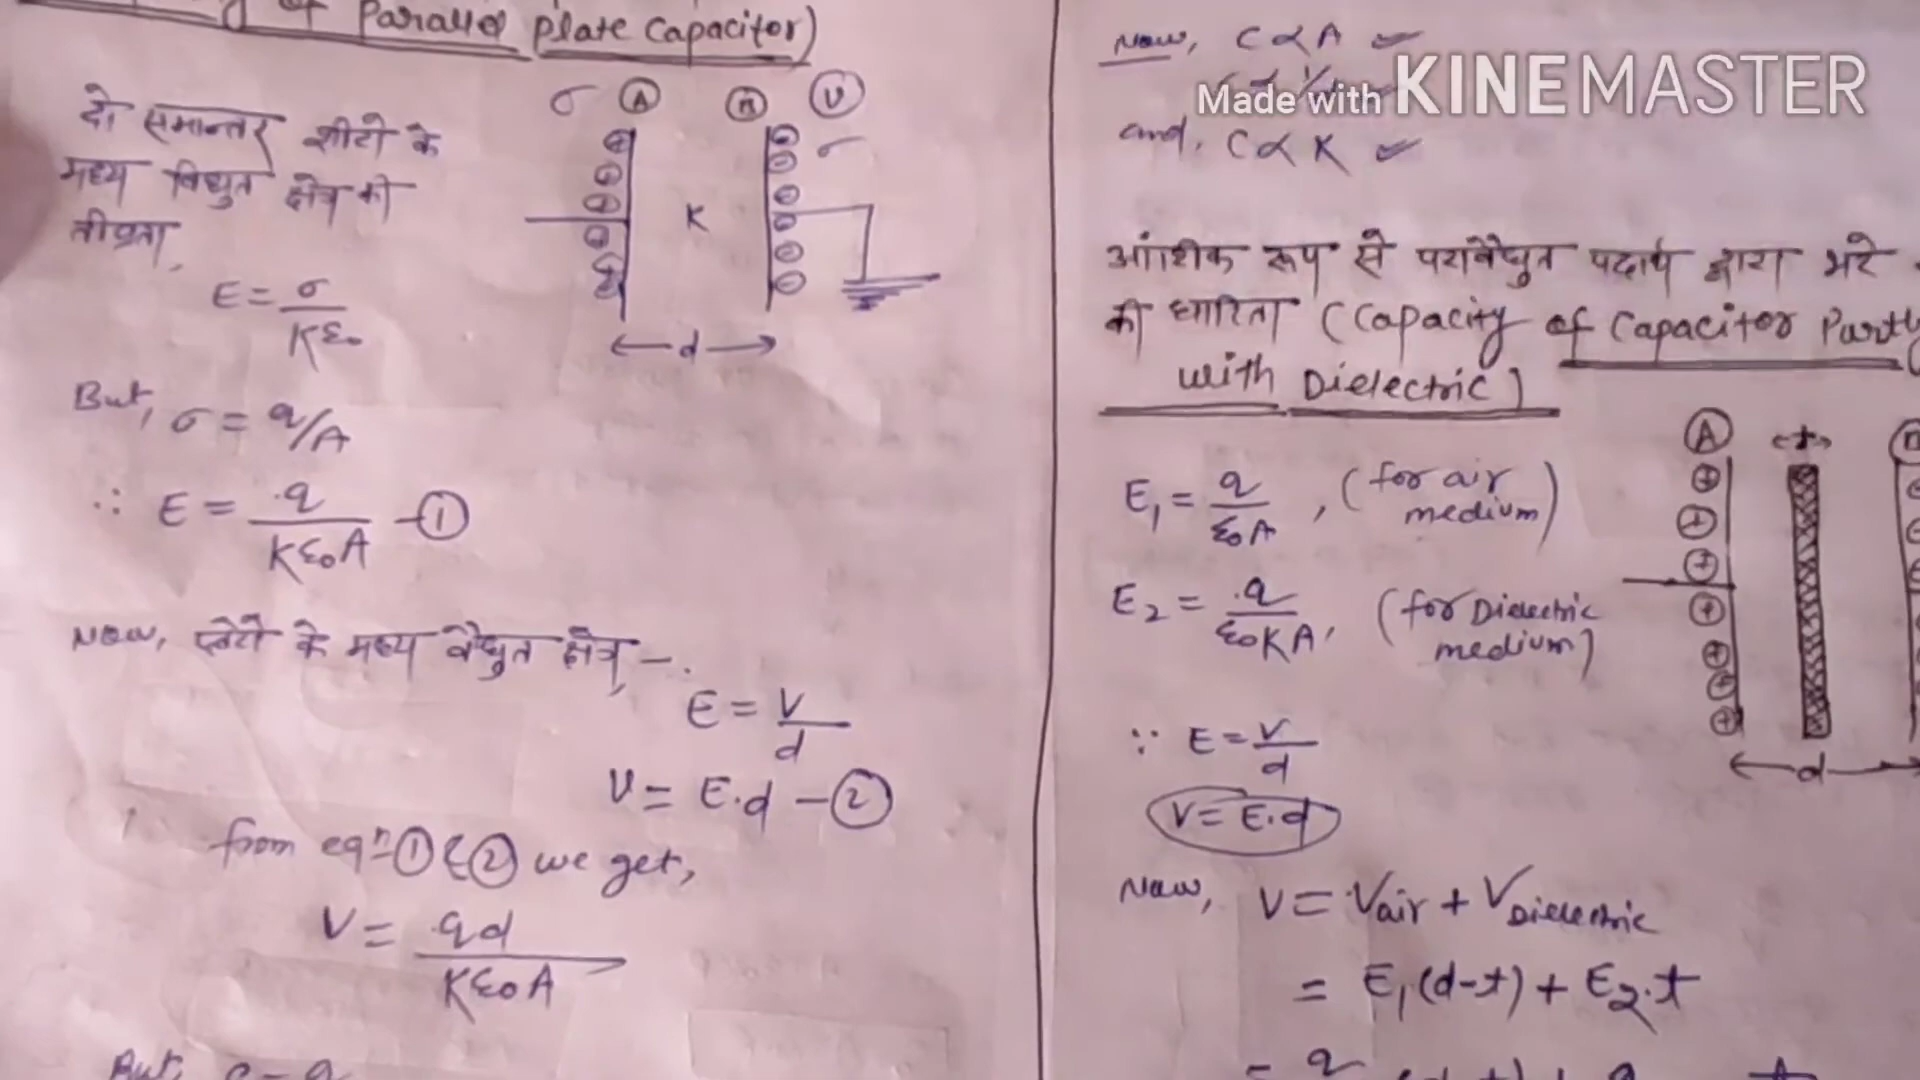 of Parallel plate Capacitor)
दो समान्तर शीटो के
मध्य विधुत क्षेत्र की
तीव्रता,
E = σ / Kε₀
But, σ = q/A
∴ E = q / Kε₀A — ①
Now, प्लेटो के मध्य वैधुत क्षेत्र —.
E = V / d
V = E.d — ②
from eqⁿ - ① & ② we get,
V = qd / Kε₀A
But,
σ A B V
+ −
K
σ
← d →
Now, C ∝ A
Made with KINEMASTER
and, C ∝ K
आंशिक रूप से परावैधुत पदार्थ द्वारा भरे
की धारिता (Capacity of Capacitor Partly
with Dielectric)
E₁ = q / ε₀A , (for air medium)
E₂ = q / ε₀KA, (for Dielectric medium)
∵ E = V / d
V = E.d
Now, V = Vair + VDielectric
= E₁(d-t) + E₂.t
A t
+
← d →